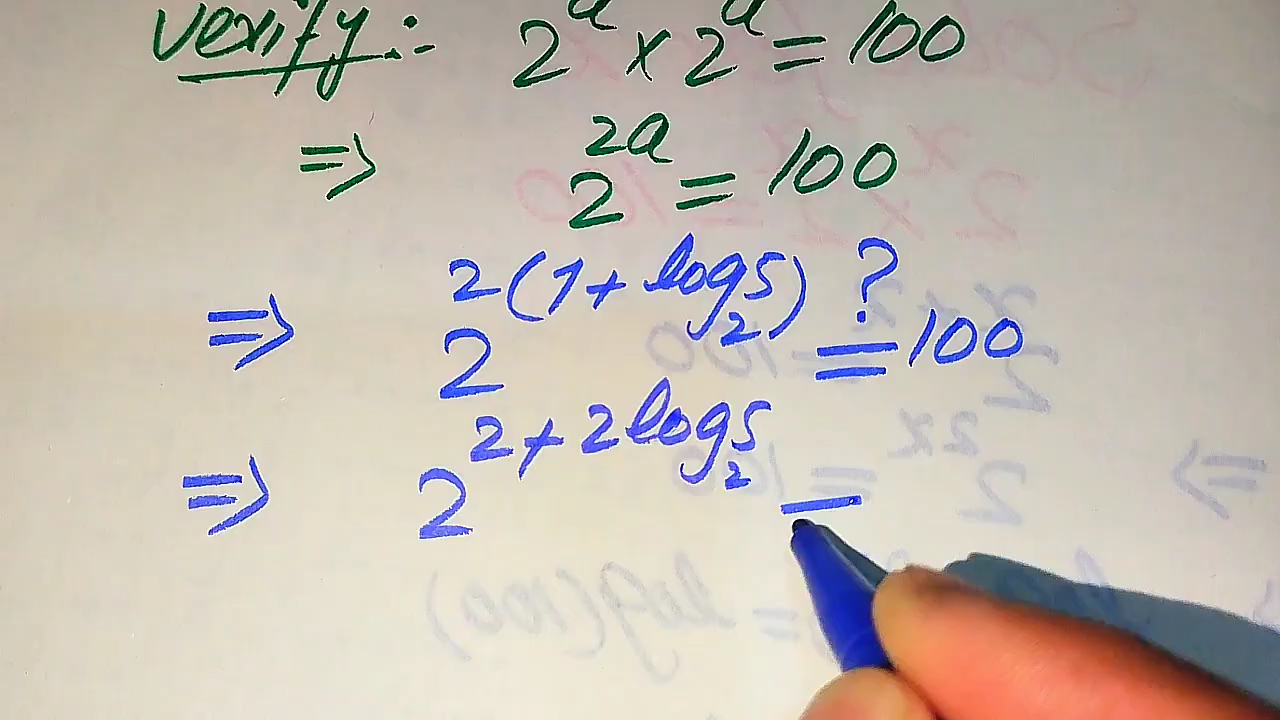 verify:- 2^a × 2^a = 100
=> 2^2a = 100
=> 2^2(1 + log₂5) ?= 100
=> 2^2 + 2log₂5 =